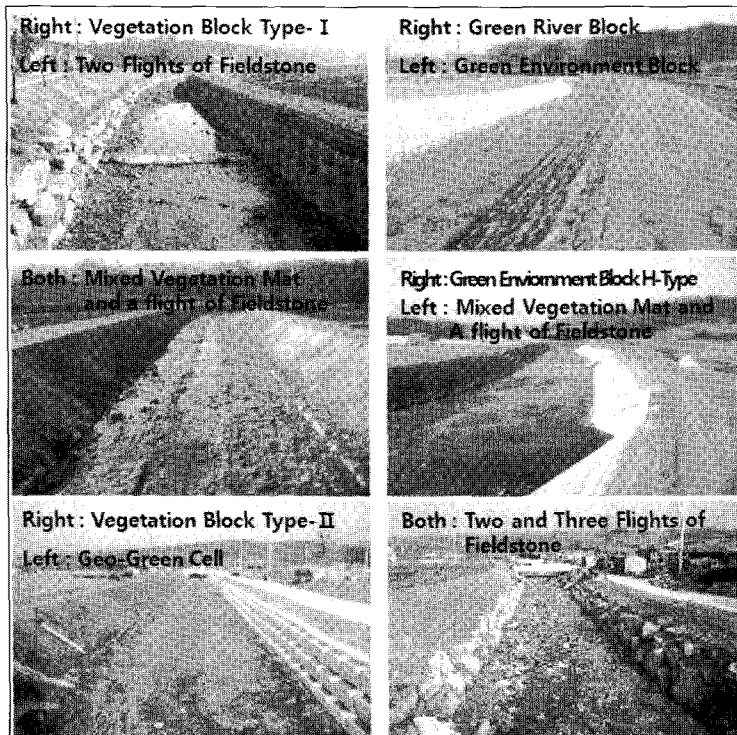 Right : Vegetation Block Type- I
Left : Two Flights of Fieldstone
Right : Green River Block
Left : Green Environment Block
Both : Mixed Vegetation Mat
and a flight of Fieldstone
Right : Green Enviornment Block H-Type
Left : Mixed Vegetation Mat and
A flight of Fieldstone
Right : Vegetation Block Type-II
Left : Geo-Green Cell
Both : Two and Three Flights of
Fieldstone